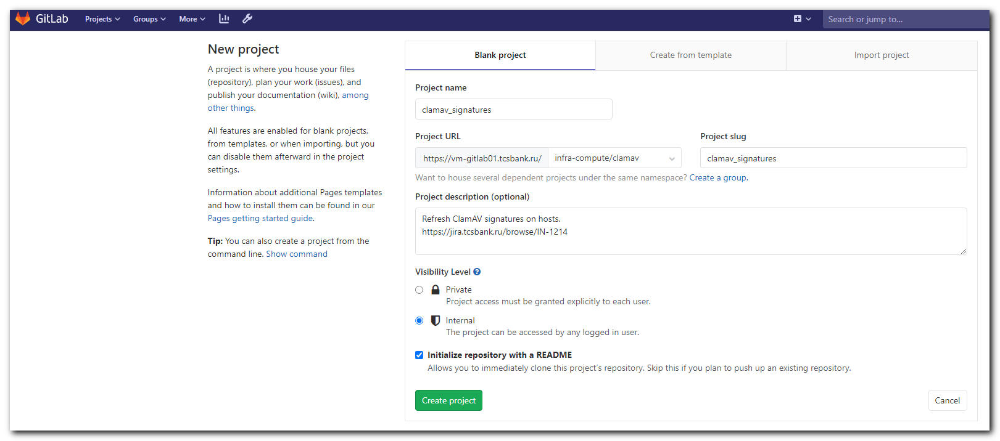 GitLab Projects Groups More Search or jump to...
New project
A project is where you house your files
(repository), plan your work (issues), and
publish your documentation (wiki), among
other things.
All features are enabled for blank projects,
from templates, or when importing, but you
can disable them afterward in the project
settings.
Information about additional Pages templates
and how to install them can be found in our
Pages getting started guide.
Tip: You can also create a project from the
command line. Show command
Blank project Create from template Import project
Project name
clamav_signatures
Project URL Project slug
https://vm-gitlab01.tcsbank.ru/ infra-compute/clamav clamav_signatures
Want to house several dependent projects under the same namespace? Create a group.
Project description (optional)
Refresh ClamAV signatures on hosts.
https://jira.tcsbank.ru/browse/IN-1214
Visibility Level ?
Private
Project access must be granted explicitly to each user.
Internal
The project can be accessed by any logged in user.
Initialize repository with a README
Allows you to immediately clone this project's repository. Skip this if you plan to push up an existing repository.
Create project Cancel